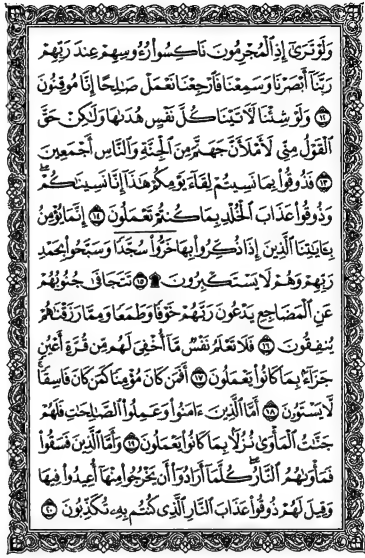 وَلَوْ تَرَىٰٓ إِذِ ٱلْمُجْرِمُونَ نَاكِسُوا۟ رُءُوسِهِمْ عِندَ رَبِّهِمْ
رَبَّنَآ أَبْصَرْنَا وَسَمِعْنَا فَٱرْجِعْنَا نَعْمَلْ صَـٰلِحًا إِنَّا مُوقِنُونَ
١٢ وَلَوْ شِئْنَا لَـَٔاتَيْنَا كُلَّ نَفْسٍ هُدَىٰهَا وَلَـٰكِنْ حَقَّ
ٱلْقَوْلُ مِنِّى لَأَمْلَأَنَّ جَهَنَّمَ مِنَ ٱلْجِنَّةِ وَٱلنَّاسِ أَجْمَعِينَ
١٣ فَذُوقُوا۟ بِمَا نَسِيتُمْ لِقَآءَ يَوْمِكُمْ هَـٰذَآ إِنَّا نَسِينَـٰكُمْ ۖ
وَذُوقُوا۟ عَذَابَ ٱلْخُلْدِ بِمَا كُنتُمْ تَعْمَلُونَ ١٤ إِنَّمَا يُؤْمِنُ
بِـَٔايَـٰتِنَا ٱلَّذِينَ إِذَا ذُكِّرُوا۟ بِهَا خَرُّوا۟ سُجَّدًا وَسَبَّحُوا۟ بِحَمْدِ
رَبِّهِمْ وَهُمْ لَا يَسْتَكْبِرُونَ ۩ ١٥ تَتَجَافَىٰ جُنُوبُهُمْ
عَنِ ٱلْمَضَاجِعِ يَدْعُونَ رَبَّهُمْ خَوْفًا وَطَمَعًا وَمِمَّا رَزَقْنَـٰهُمْ
يُنفِقُونَ ١٦ فَلَا تَعْلَمُ نَفْسٌ مَّآ أُخْفِىَ لَهُم مِّن قُرَّةِ أَعْيُنٍ
جَزَآءًۢ بِمَا كَانُوا۟ يَعْمَلُونَ ١٧ أَفَمَن كَانَ مُؤْمِنًا كَمَن كَانَ فَاسِقًا ۚ
لَّا يَسْتَوُۥنَ ١٨ أَمَّا ٱلَّذِينَ ءَامَنُوا۟ وَعَمِلُوا۟ ٱلصَّـٰلِحَـٰتِ فَلَهُمْ
جَنَّـٰتُ ٱلْمَأْوَىٰ نُزُلًۢا بِمَا كَانُوا۟ يَعْمَلُونَ ١٩ وَأَمَّا ٱلَّذِينَ فَسَقُوا۟
فَمَأْوَىٰهُمُ ٱلنَّارُ ۖ كُلَّمَآ أَرَادُوٓا۟ أَن يَخْرُجُوا۟ مِنْهَآ أُعِيدُوا۟ فِيهَا
وَقِيلَ لَهُمْ ذُوقُوا۟ عَذَابَ ٱلنَّارِ ٱلَّذِى كُنتُم بِهِۦ تُكَذِّبُونَ ٢٠